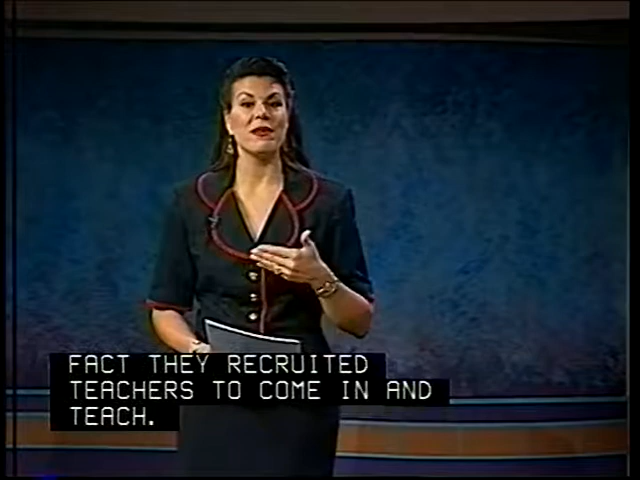 FACT THEY RECRUITED
TEACHERS TO COME IN AND
TEACH.